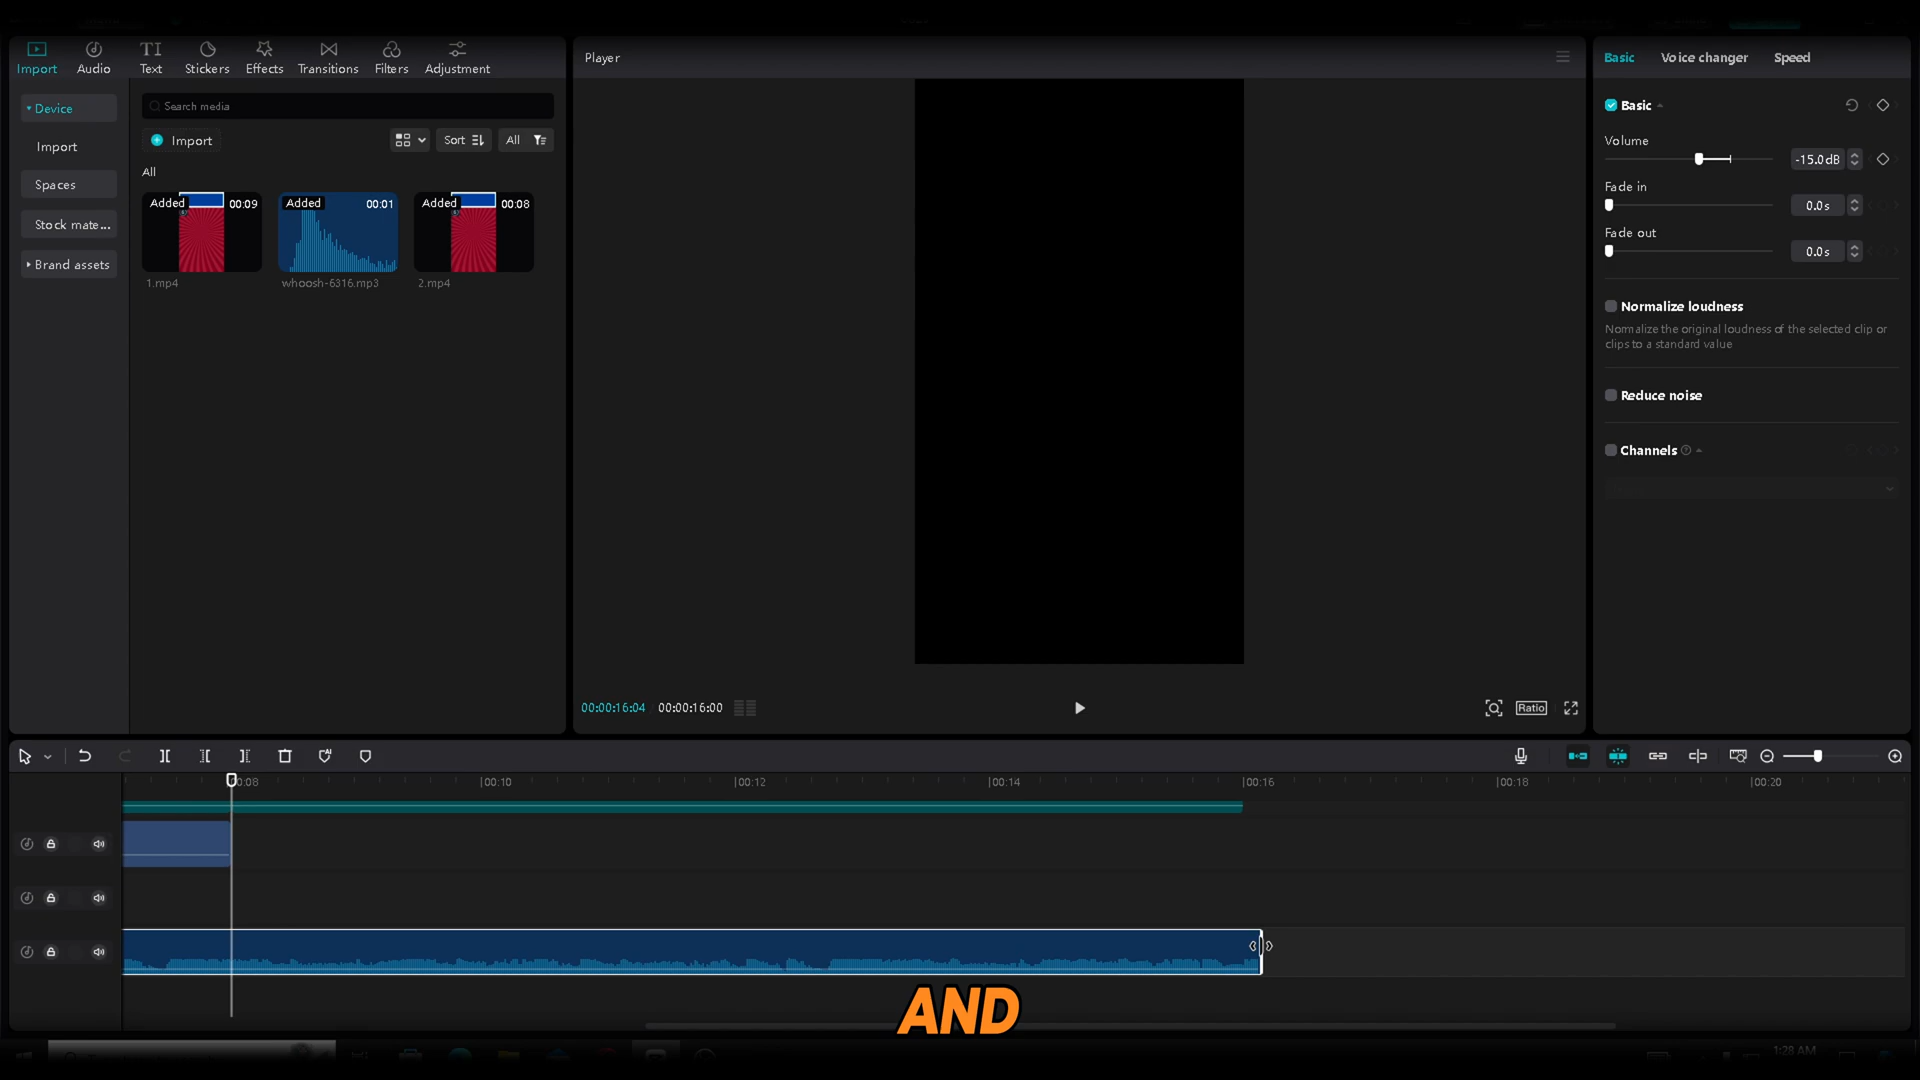 Import
Audio
Text
Stickers
Effects
Transitions
Filters
Adjustment
Device
Import
Spaces
Stock mate...
Brand assets
Search media
Import
Sort
All
All
Added 00:09
Added 00:01
Added 00:08
1.mp4
whoosh-6316.mp3
2.mp4
Player
00:00:16:04
00:00:16:00
Ratio
Basic
Voice changer
Speed
Basic
Volume
-15.0dB
Fade in
0.0s
Fade out
0.0s
Normalize loudness
Normalize the original loudness of the selected clip or
clips to a standard value
Reduce noise
Channels
00:08
00:10
00:12
00:14
00:16
00:18
00:20
AND
1:28 AM